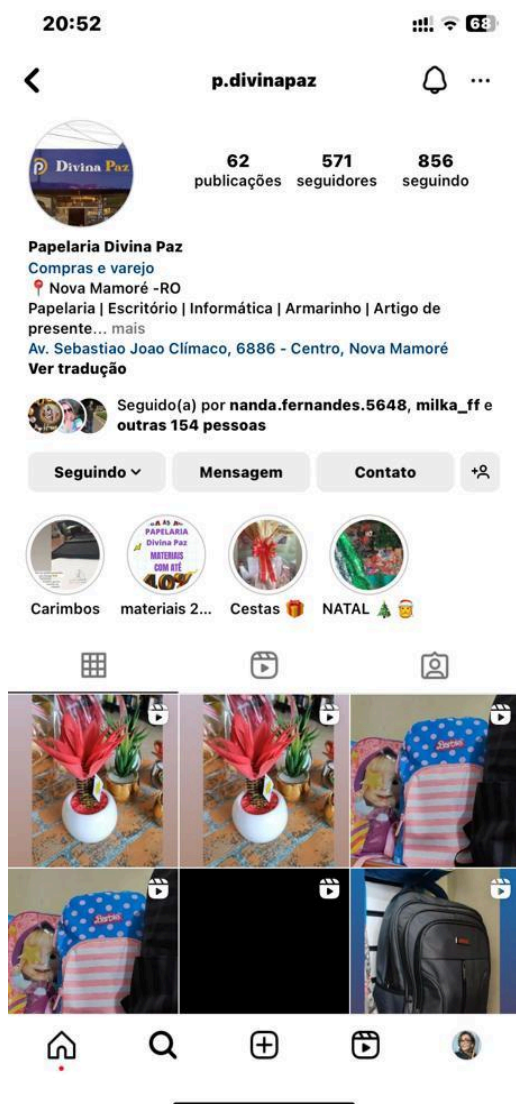 20:52
68
p.divinapaz
Divina Paz
62
publicações
571
seguidores
856
seguindo
Papelaria Divina Paz
Compras e varejo
📍 Nova Mamoré -RO
Papelaria | Escritório | Informática | Armarinho | Artigo de
presente... mais
Av. Sebastiao Joao Clímaco, 6886 - Centro, Nova Mamoré
Ver tradução
Seguido(a) por nanda.fernandes.5648, milka_ff e
outras 154 pessoas
Seguindo
Mensagem
Contato
PAPELARIA
Divina Paz
MATERIAIS
COM ATÉ
Carimbos
materiais 2...
Cestas 🎁
NATAL 🎄🎅
Barbie
Barbie